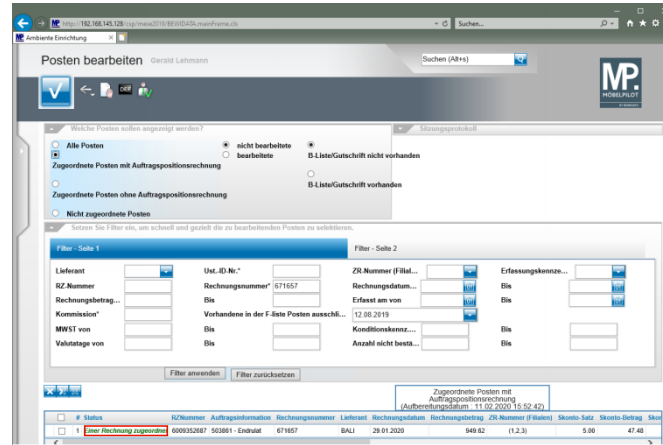 http://192.168.145.128/csp/mexe2019/BEWIDATA.mainFrame.cls
Suchen...
Ambiente Einrichtung
Posten bearbeiten Gerald Lehmann
Suchen (Alt+s)
MP.
MÖBELPILOT
Welche Posten sollen angezeigt werden?
Sitzungsprotokoll
Alle Posten
nicht bearbeitete
bearbeitete
B-Liste/Gutschrift nicht vorhanden
Zugeordnete Posten mit Auftragspositionsrechnung
B-Liste/Gutschrift vorhanden
Zugeordnete Posten ohne Auftragspositionsrechnung
Nicht zugeordnete Posten
Setzen Sie Filter ein, um schnell und gezielt die zu bearbeitenden Posten zu selektieren.
Filter - Seite 1 Filter - Seite 2
Lieferant Ust.-ID-Nr.* ZR-Nummer (Filial... Erfassungskennze...
RZ-Nummer Rechnungsnummer* 671657 Rechnungsdatum... Bis
Rechnungsbetrag... Bis Erfasst am von Bis
Kommission* Vorhandene in der F-liste Posten ausschli... 12.08.2019
MWST von Bis Konditionskennz.... Bis
Valutatage von Bis Anzahl nicht bestä... Bis
Filter anwenden Filter zurücksetzen
Zugeordnete Posten mit
Auftragspositionsrechnung
(Aufbereitungsdatum : 11.02.2020 15:52:42)
# Status RZNummer Auftragsinformation Rechnungsnummer Lieferant Rechnungsdatum Rechnungsbetrag ZR-Nummer (Filialen) Skonto-Satz Skonto-Betrag
1 Einer Rechnung zugeordne 6009352687 503861 - Endrulat 671657 BALI 29.01.2020 949.62 (1,2,3) 5.00 47.48